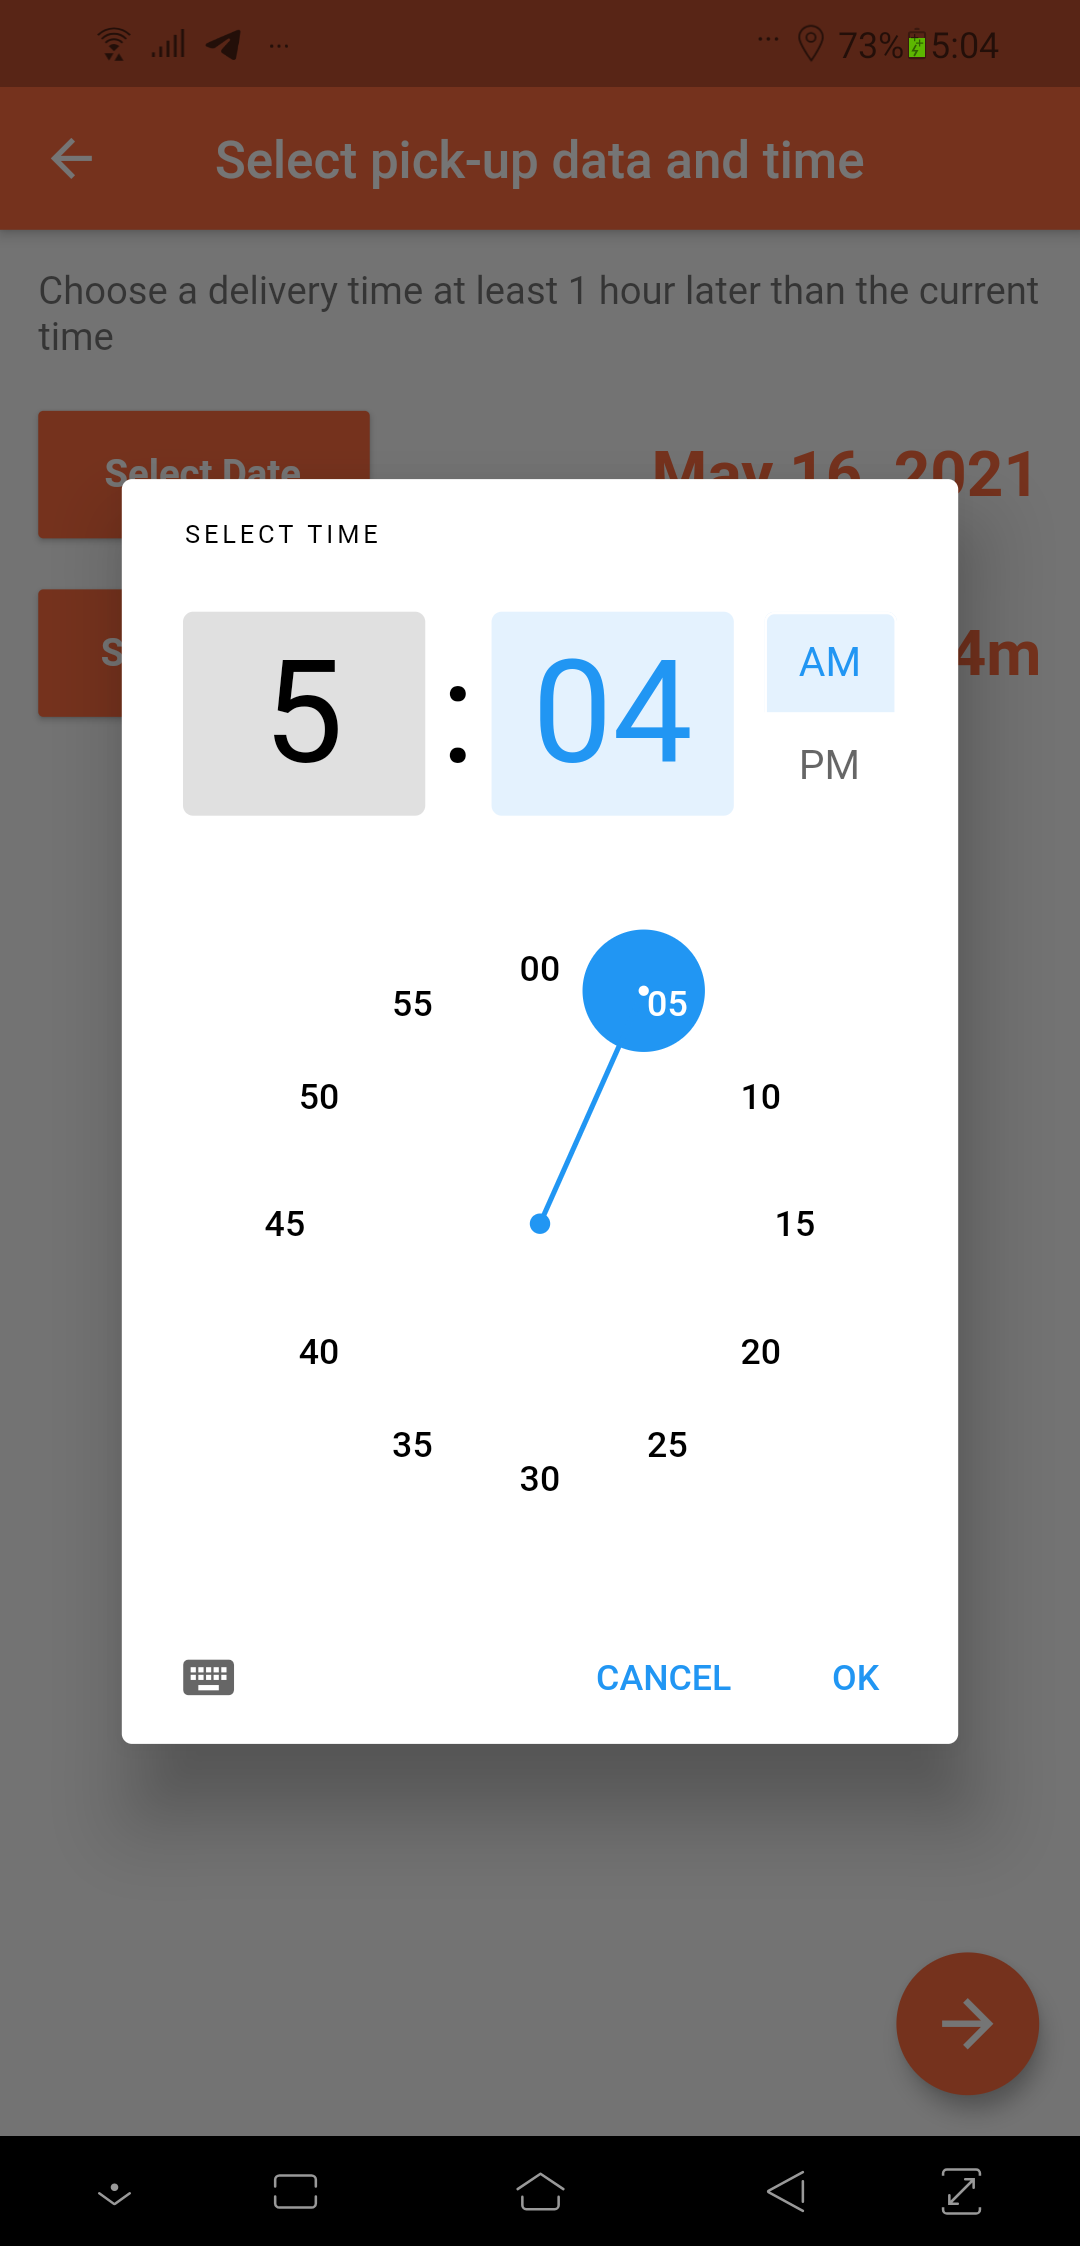 73% 5:04
Select pick-up data and time
Choose a delivery time at least 1 hour later than the current
time
Select Date
May 16, 2021
S
4m
SELECT TIME
5 : 04
AM
PM
00
05
10
15
20
25
30
35
40
45
50
55
CANCEL
OK